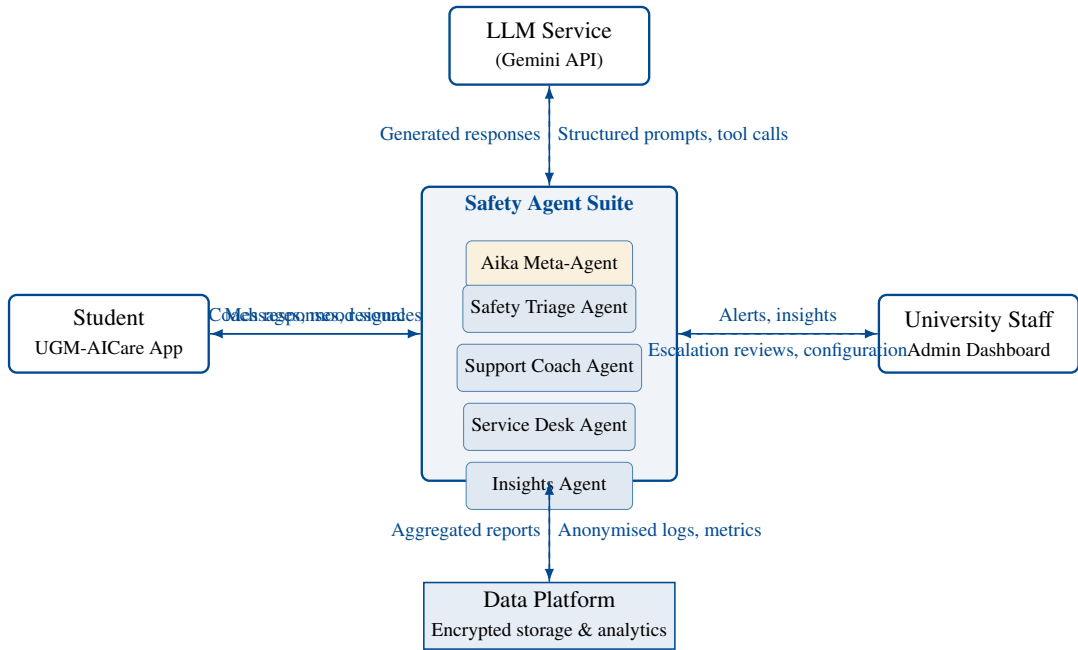 LLM Service
(Gemini API)
Generated responses
Structured prompts, tool calls
Safety Agent Suite
Aika Meta-Agent
Safety Triage Agent
Support Coach Agent
Service Desk Agent
Insights Agent
Student
UGM-AICare App
Alerts, insights
Escalation reviews, configuration
University Staff
Admin Dashboard
Aggregated reports
Anonymised logs, metrics
Data Platform
Encrypted storage & analytics